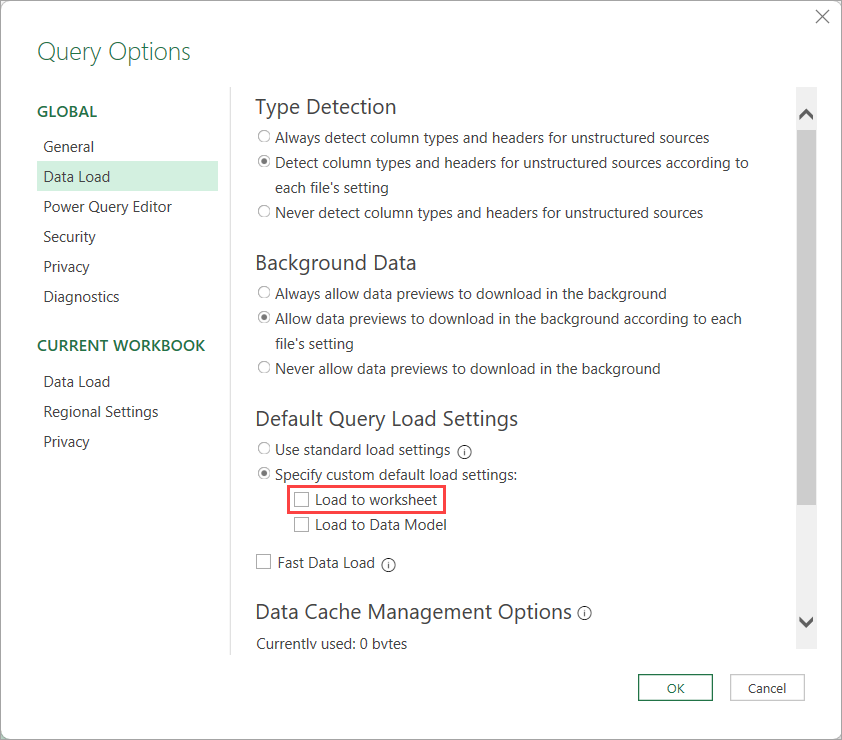 Query Options
GLOBAL
General
Data Load
Power Query Editor
Security
Privacy
Diagnostics
CURRENT WORKBOOK
Data Load
Regional Settings
Privacy
Type Detection
Always detect column types and headers for unstructured sources
Detect column types and headers for unstructured sources according to
each file's setting
Never detect column types and headers for unstructured sources
Background Data
Always allow data previews to download in the background
Allow data previews to download in the background according to each
file's setting
Never allow data previews to download in the background
Default Query Load Settings
Use standard load settings
Specify custom default load settings:
Load to worksheet
Load to Data Model
Fast Data Load
Data Cache Management Options
Currently used: 0 bytes
OK
Cancel